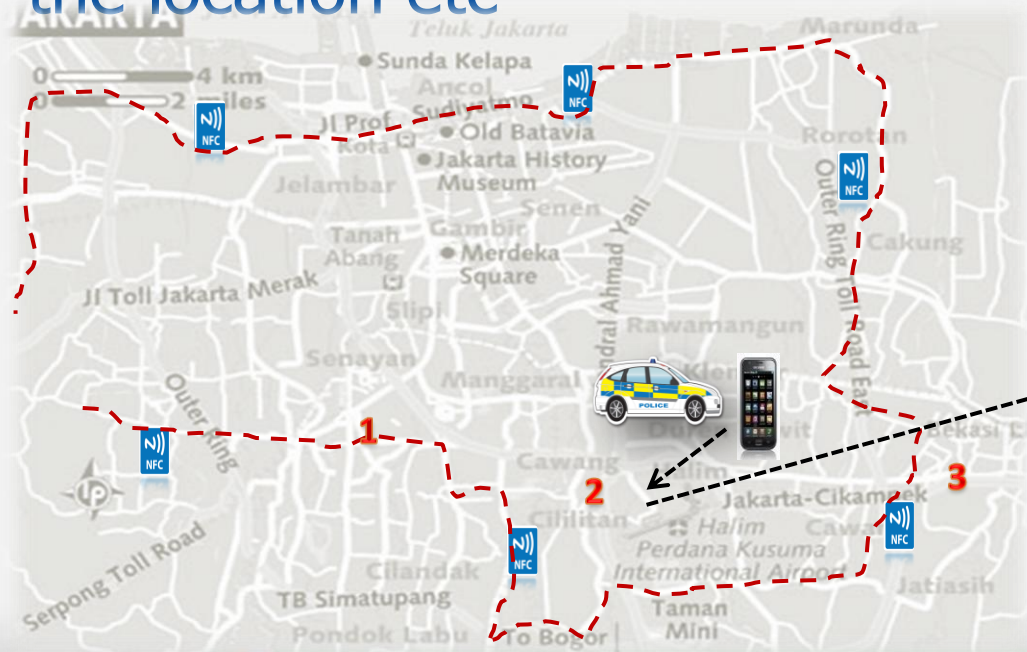 the location etc
JAKARTA
Teluk Jakarta
Marunda
Sunda Kelapa
0 4 km
0 2 miles
Ancol
NFC
NFC
Jl Prof
Sudiyatmo
Kota
Old Batavia
Rorotan
Jakarta History
Museum
NFC
Jelambar
Senen
Gambir
Tanah
Abang
Merdeka
Square
Outer Ring Toll Road East
Cakung
Jl Toll Jakarta Merak
Slipi
Ahmad Yani
Rawamangun
Senayan
Manggarai
POLICE
Outer Ring
1
NFC
Cawang
2
3
Jakarta-Cikampek
LP
Cililitan
Halim
NFC
NFC
Perdana Kusuma
International Airport
Serpong Toll Road
Cilandak
Jatiasih
TB Simatupang
Taman
Mini
Pondok Labu
To Bogor